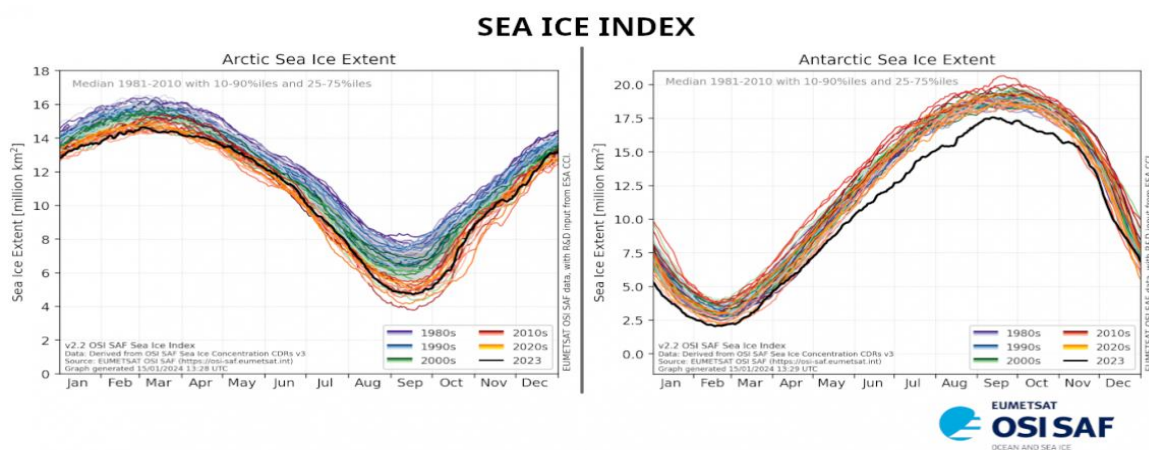 SEA ICE INDEX
Arctic Sea Ice Extent
Median 1981-2010 with 10-90%iles and 25-75%iles
Sea Ice Extent [million km²]
18
16
14
12
10
8
6
4
2
0
v2.2 OSI SAF Sea Ice Index
Data: Derived from OSI SAF Sea Ice Concentration CDRs v3
Source: EUMETSAT OSI SAF (https://osi-saf.eumetsat.int)
Graph generated 15/01/2024 13:28 UTC
1980s
1990s
2000s
2010s
2020s
2023
Jan Feb Mar Apr May Jun Jul Aug Sep Oct Nov Dec
EUMETSAT OSI SAF data, with R&D input from ESA CCI
Antarctic Sea Ice Extent
Median 1981-2010 with 10-90%iles and 25-75%iles
Sea Ice Extent [million km²]
20.0
17.5
15.0
12.5
10.0
7.5
5.0
2.5
0.0
v2.2 OSI SAF Sea Ice Index
Data: Derived from OSI SAF Sea Ice Concentration CDRs v3
Source: EUMETSAT OSI SAF (https://osi-saf.eumetsat.int)
Graph generated 15/01/2024 13:29 UTC
1980s
1990s
2000s
2010s
2020s
2023
Jan Feb Mar Apr May Jun Jul Aug Sep Oct Nov Dec
EUMETSAT OSI SAF data, with R&D input from ESA CCI
EUMETSAT
OSI SAF
OCEAN AND SEA ICE